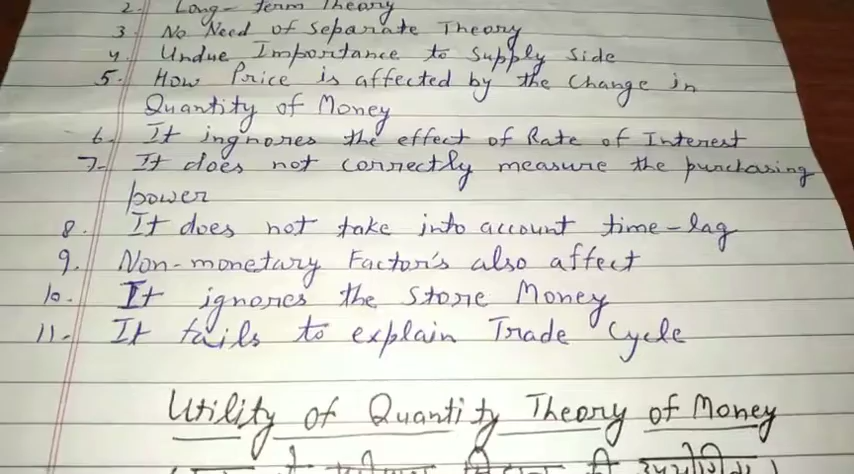 2. Long-term Theory
3 No Need of Separate Theory
4. Undue Importance to Supply Side
5. How Price is affected by the Change in
Quantity of Money
6. It ingnores the effect of Rate of Interest
7. It does not correctly measure the purchasing
power
8. It does not take into account time-lag
9. Non-monetary Factor's also affect
10. It ignores the Store Money
11. It fails to explain Trade Cycle
Utility of Quantity Theory of Money